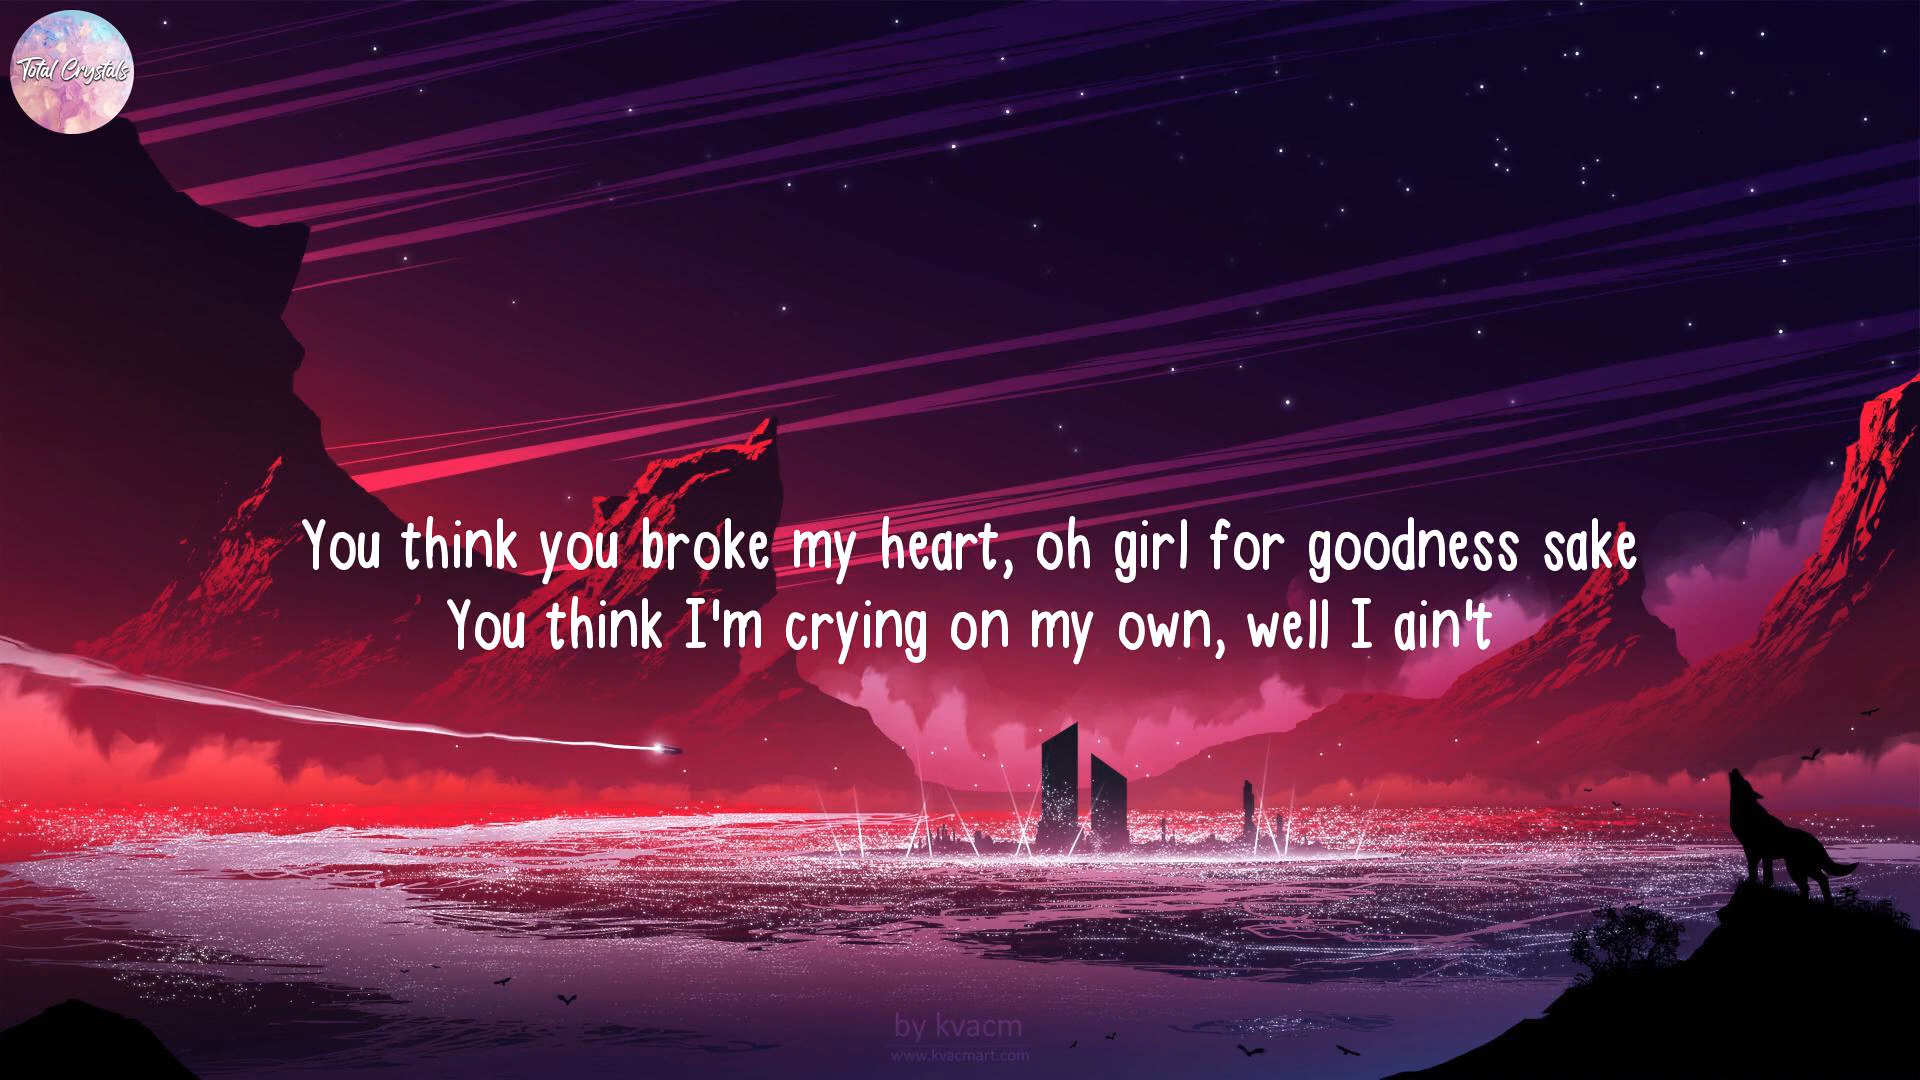 Total Crystals
You think you broke my heart, oh girl for goodness sake
You think I'm crying on my own, well I ain't
by kvacm
www.kvacmart.com